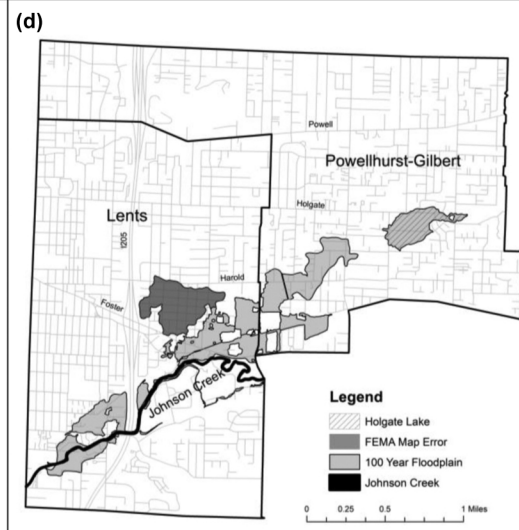 (d)
Powell
Powellhurst-Gilbert
Holgate
Lents
I205
Harold
Foster
Johnson Creek
Legend
Holgate Lake
FEMA Map Error
100 Year Floodplain
Johnson Creek
0 0.25 0.5 1 Miles